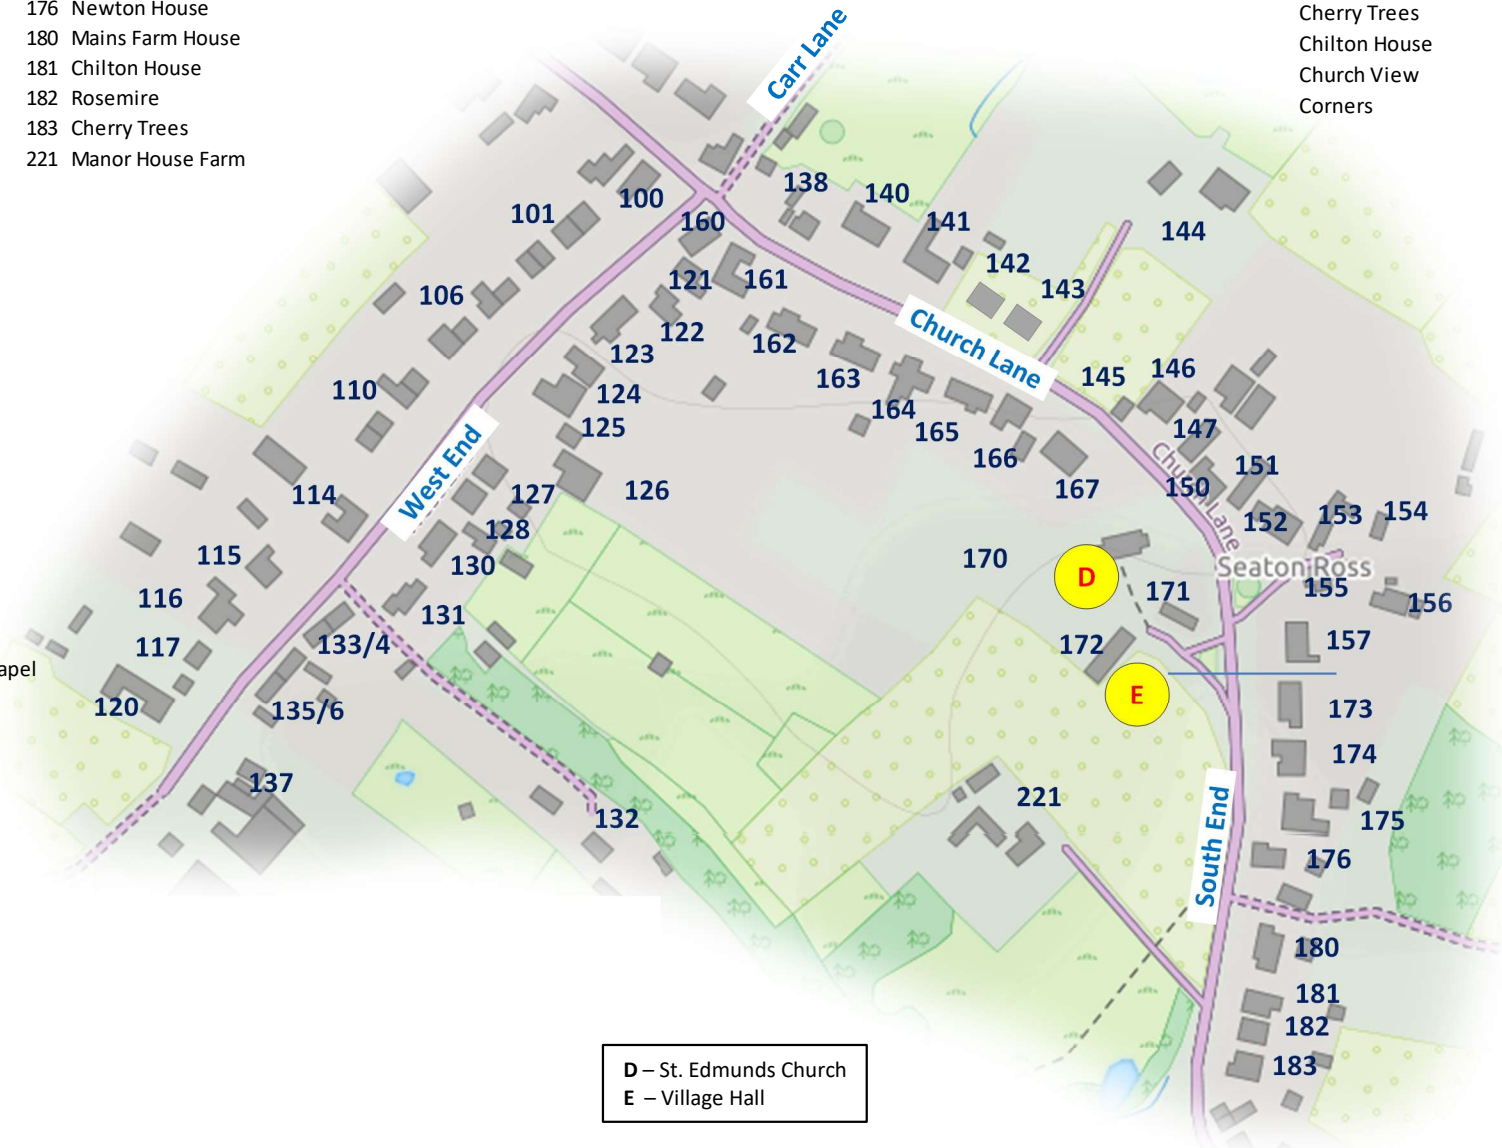 176 Newton House
180 Mains Farm House
181 Chilton House
182 Rosemire
183 Cherry Trees
221 Manor House Farm
Cherry Trees
Chilton House
Church View
Corners
Carr Lane
138
140
100
101
160
141
144
142
121
161
143
106
122
162
Church Lane
123
163
145
146
110
124
164
125
165
147
West End
166
151
126
167
150
114
127
Church Lane
152
153
154
128
115
170
D
Seaton Ross
130
171
155
116
131
156
133/4
172
157
117
apel
E
120
135/6
173
174
137
221
132
South End
175
176
180
181
182
183
D – St. Edmunds Church
E – Village Hall